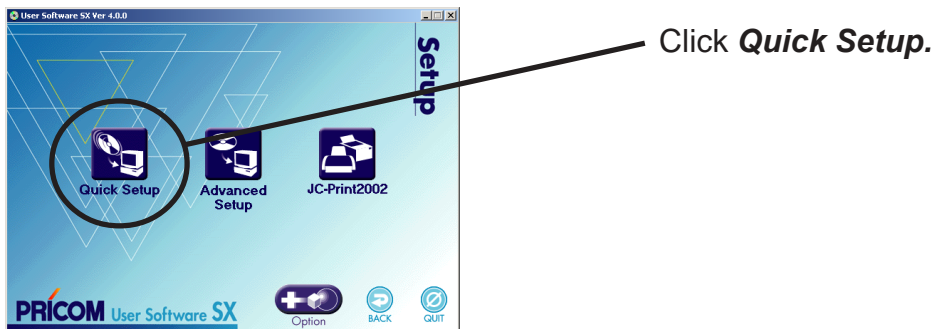 User Software SX Ver 4.0.0
Setup
Click Quick Setup.
Quick Setup
Advanced
Setup
JC-Print2002
PRICOM User Software SX
Option
BACK
QUIT